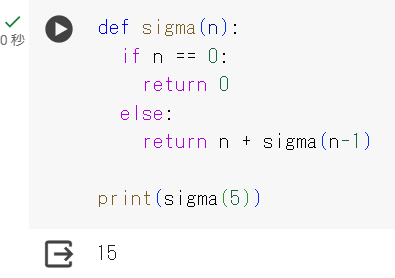 def sigma(n):
  if n == 0:
    return 0
  else:
    return n + sigma(n-1)

print(sigma(5))
0 秒
15